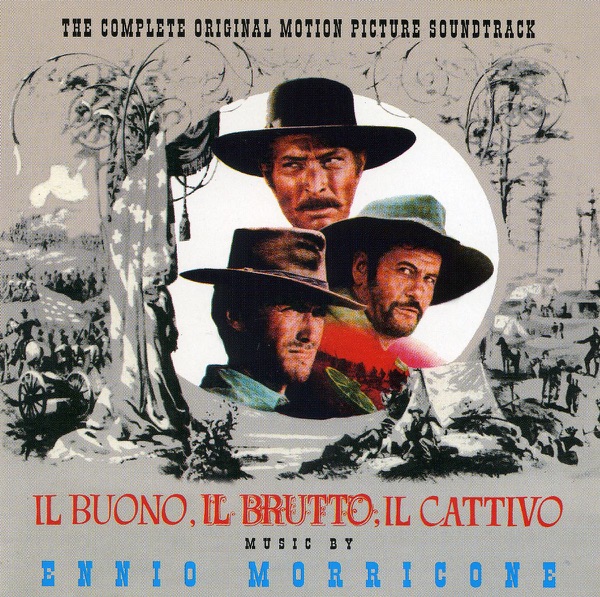 THE COMPLETE ORIGINAL MOTION PICTURE SOUNDTRACK
IL BUONO, IL BRUTTO, IL CATTIVO
MUSIC BY
ENNIO MORRICONE